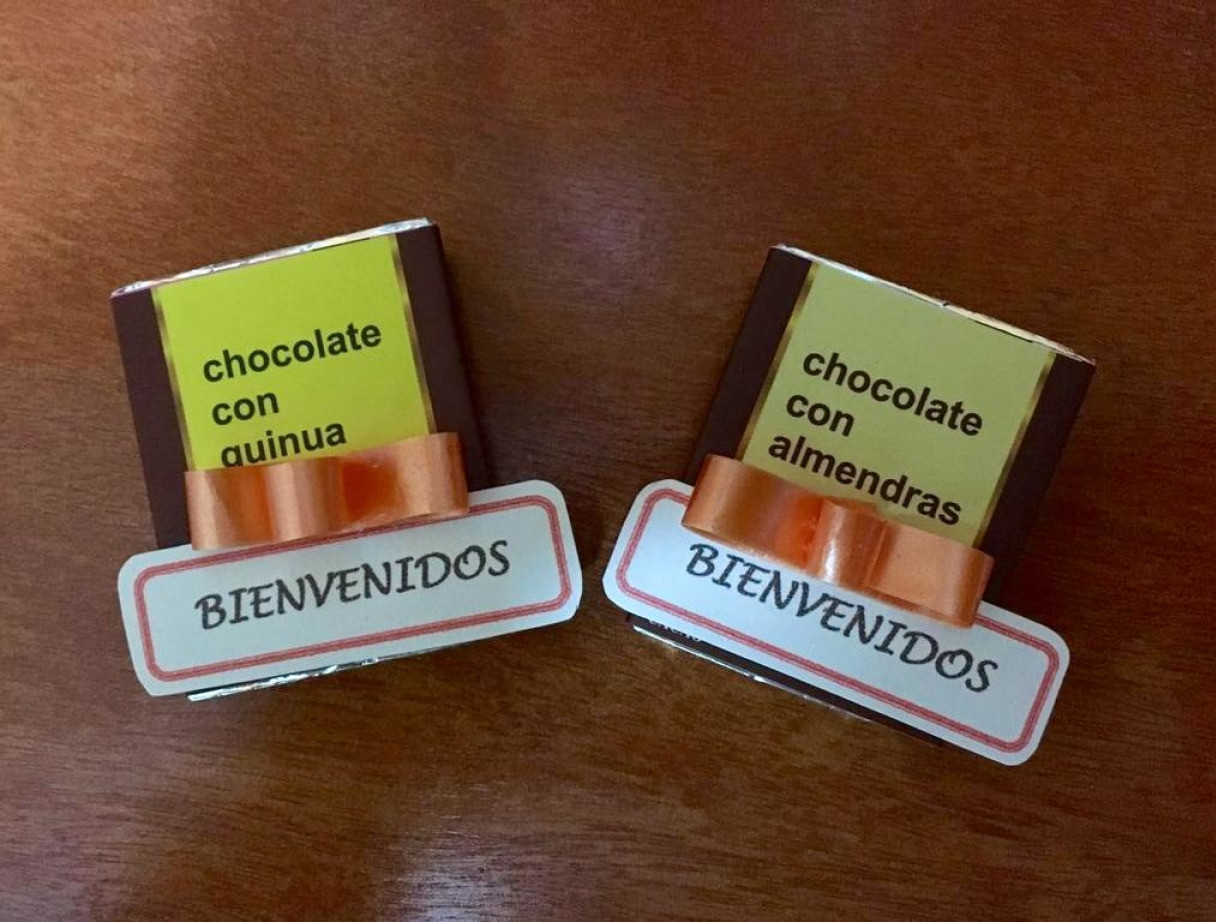 chocolate
con
quinua
BIENVENIDOS
chocolate
con
almendras
BIENVENIDOS